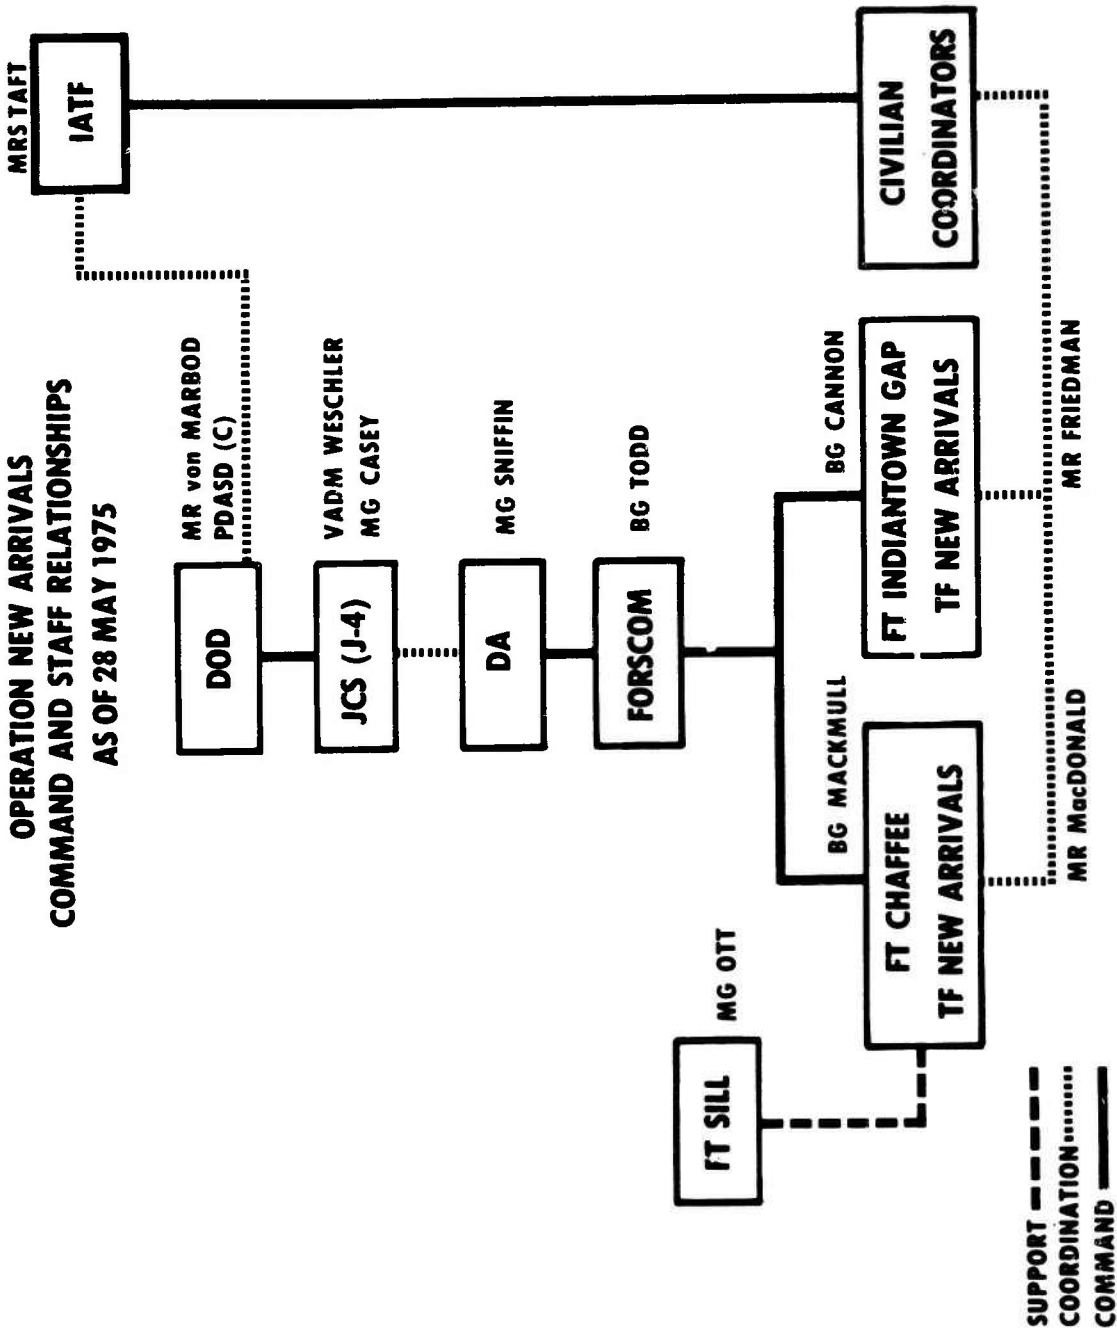 OPERATION NEW ARRIVALS
COMMAND AND STAFF RELATIONSHIPS
AS OF 28 MAY 1975
MRSTAFT
IATF
MR von MARBOD
PDASD (C)
DOD
VADM WESCHLER
MG CASEY
JCS (J-4)
MG SNIFFIN
DA
BG TODD
FORSCOM
MG OTT
FT SILL
BG MACKMULL
FT CHAFFEE
TF NEW ARRIVALS
BG CANNON
FT INDIANTOWN GAP
TF NEW ARRIVALS
CIVILIAN
COORDINATORS
MR MacDONALD
MR FRIEDMAN
SUPPORT
COORDINATION
COMMAND